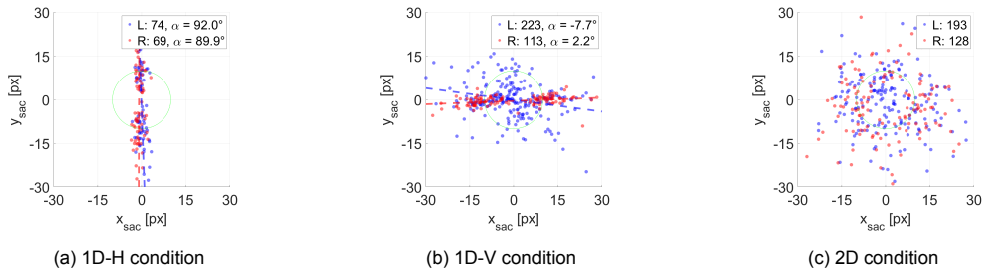 30
15
0
-15
-30
y_sac [px]
L: 74, α = 92.0°
R: 69, α = 89.9°
-30 -15 0 15 30
x_sac [px]
(a) 1D-H condition
30
15
0
-15
-30
y_sac [px]
L: 223, α = -7.7°
R: 113, α = 2.2°
-30 -15 0 15 30
x_sac [px]
(b) 1D-V condition
30
15
0
-15
-30
y_sac [px]
L: 193
R: 128
-30 -15 0 15 30
x_sac [px]
(c) 2D condition